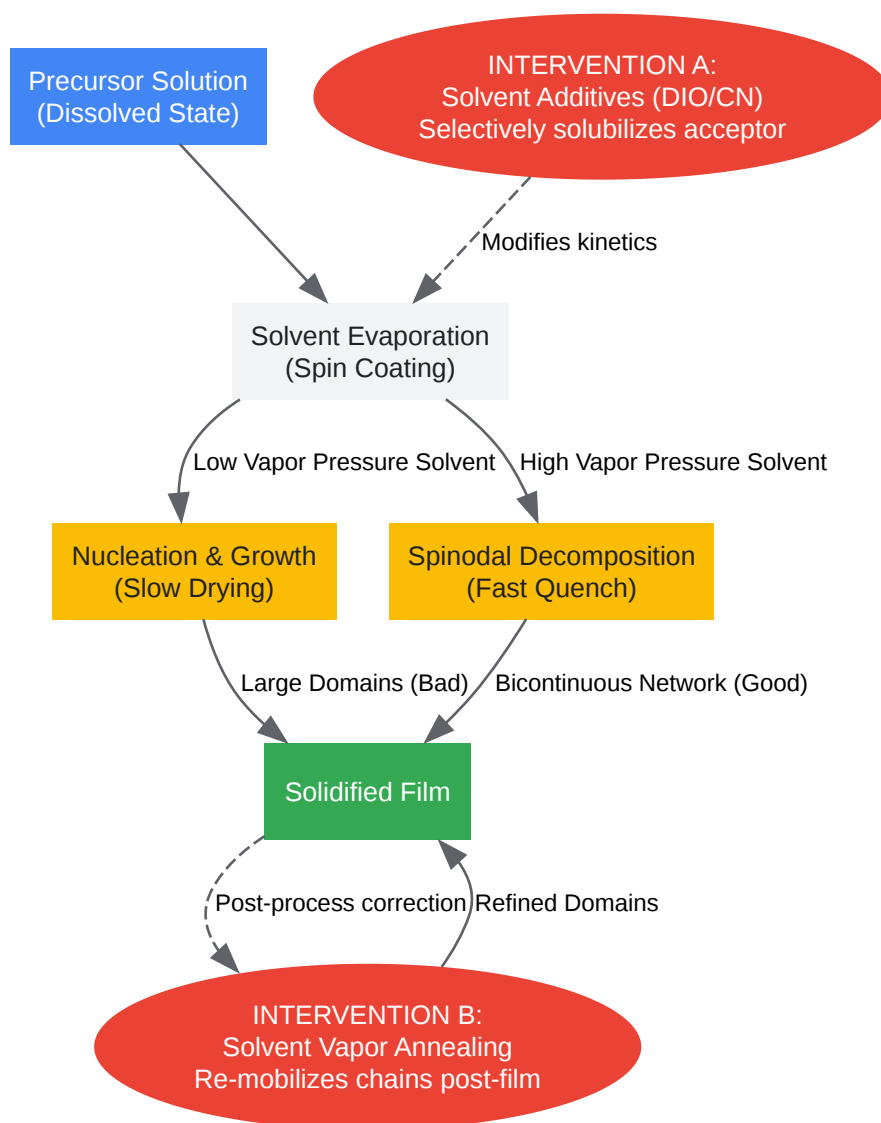 Precursor Solution
(Dissolved State)
INTERVENTION A:
Solvent Additives (DIO/CN)
Selectively solubilizes acceptor
Modifies kinetics
Solvent Evaporation
(Spin Coating)
Low Vapor Pressure Solvent
High Vapor Pressure Solvent
Nucleation & Growth
(Slow Drying)
Spinodal Decomposition
(Fast Quench)
Large Domains (Bad)
Bicontinuous Network (Good)
Solidified Film
Post-process correction
Refined Domains
INTERVENTION B:
Solvent Vapor Annealing
Re-mobilizes chains post-film